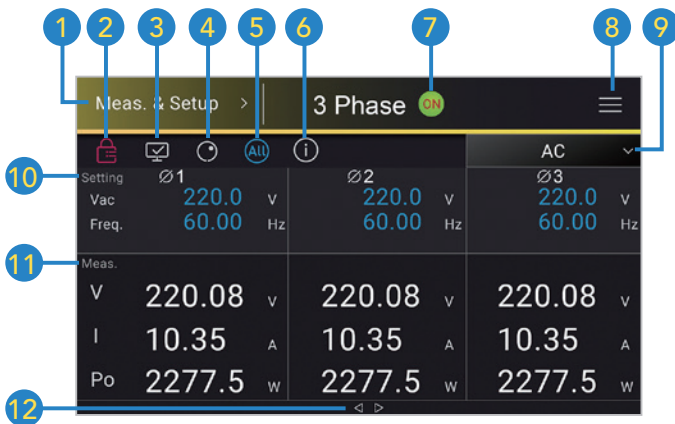 1 2 3 4 5 6 7 8 9
Meas. & Setup > 3 Phase ON
All i AC
10 Setting Ø1 Ø2 Ø3
Vac 220.0 V 220.0 V 220.0 V
Freq. 60.00 Hz 60.00 Hz 60.00 Hz
11 Meas.
V 220.08 V 220.08 V 220.08 V
I 10.35 A 10.35 A 10.35 A
Po 2277.5 W 2277.5 W 2277.5 W
12